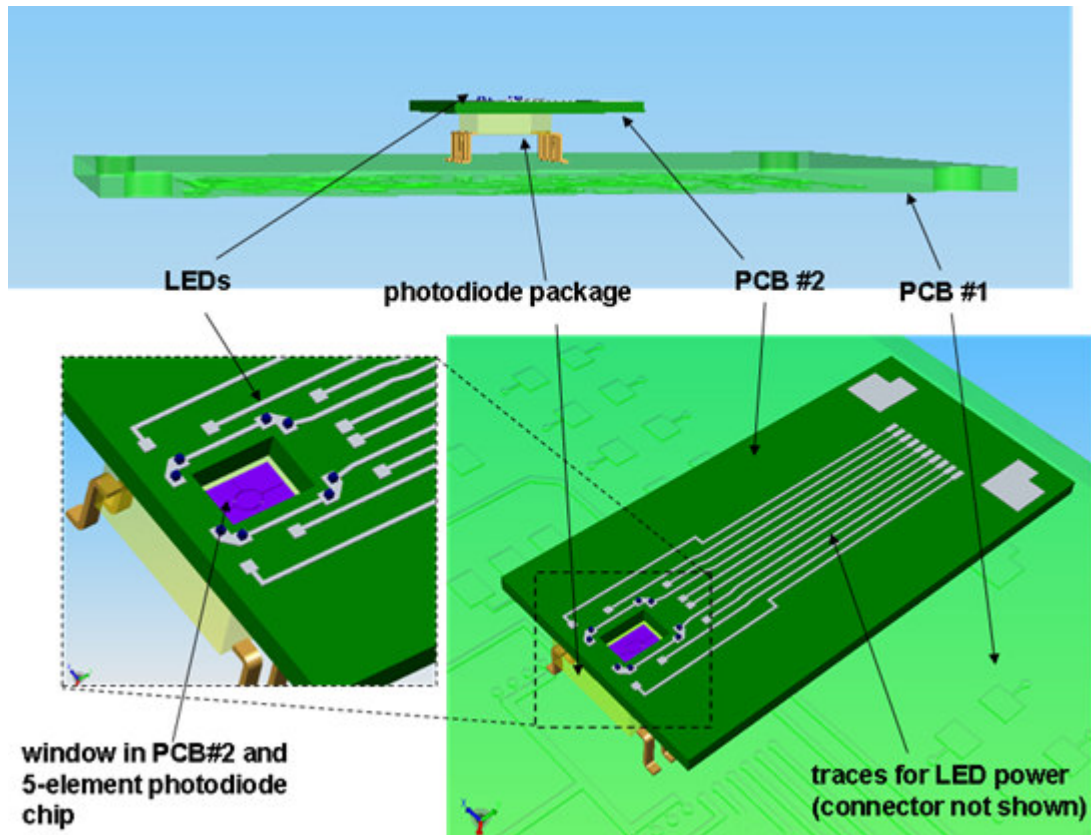 LEDs
photodiode package
PCB #2
PCB #1
window in PCB#2 and
5-element photodiode
chip
traces for LED power
(connector not shown)